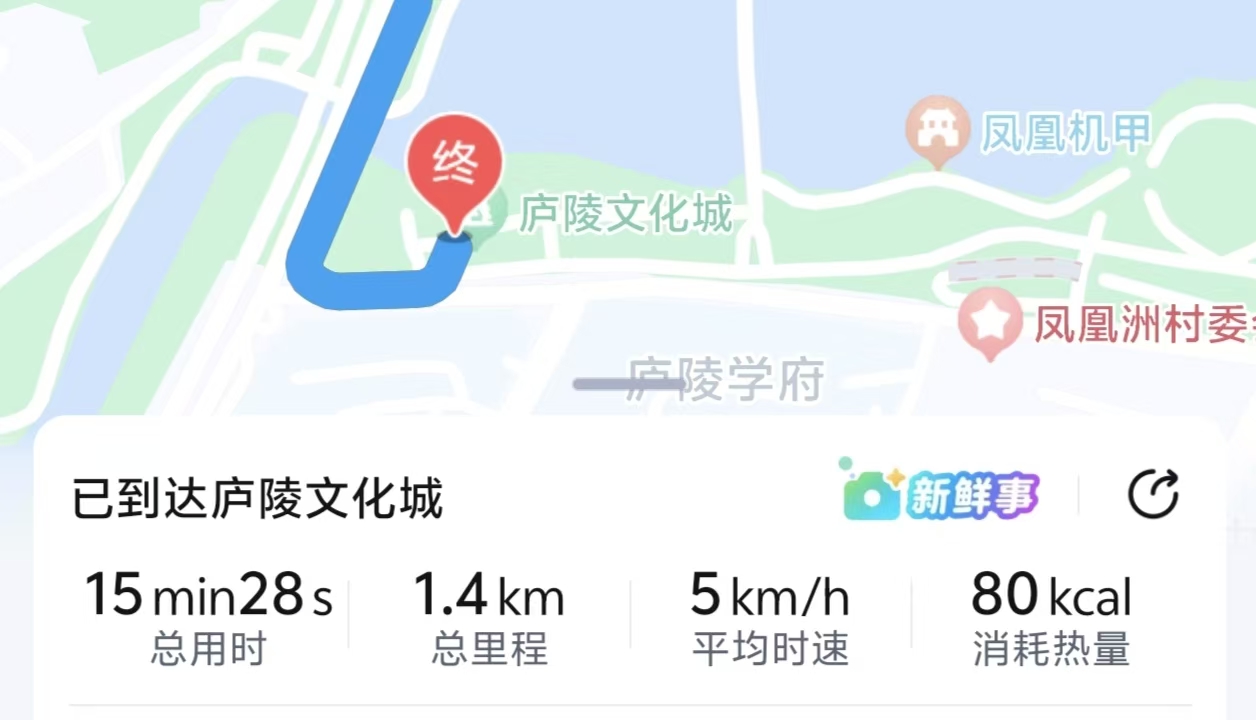 终
凤凰机甲
庐陵文化城
凤凰洲村委
庐陵学府
已到达庐陵文化城
新鲜事
15 min 28 s
1.4 km
5 km/h
80 kcal
总用时
总里程
平均时速
消耗热量